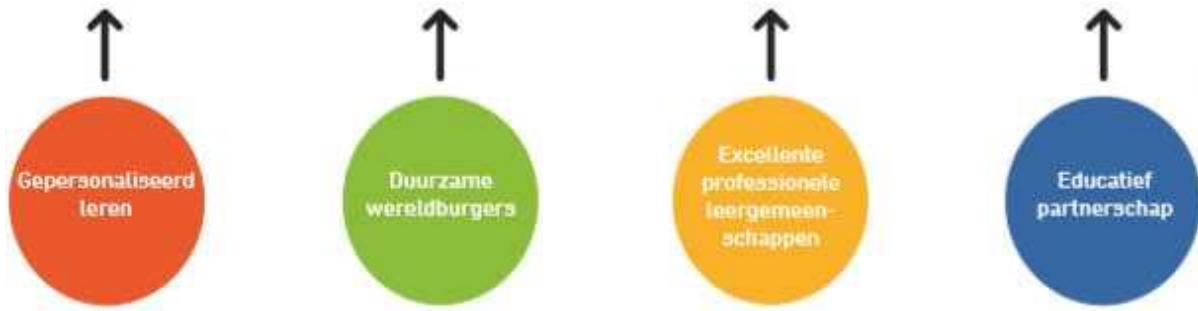 Gepersonaliseerd
leren
Duurzame
wereldburgers
Excellente
professionele
leergemeen-
schappen
Educatief
partnerschap